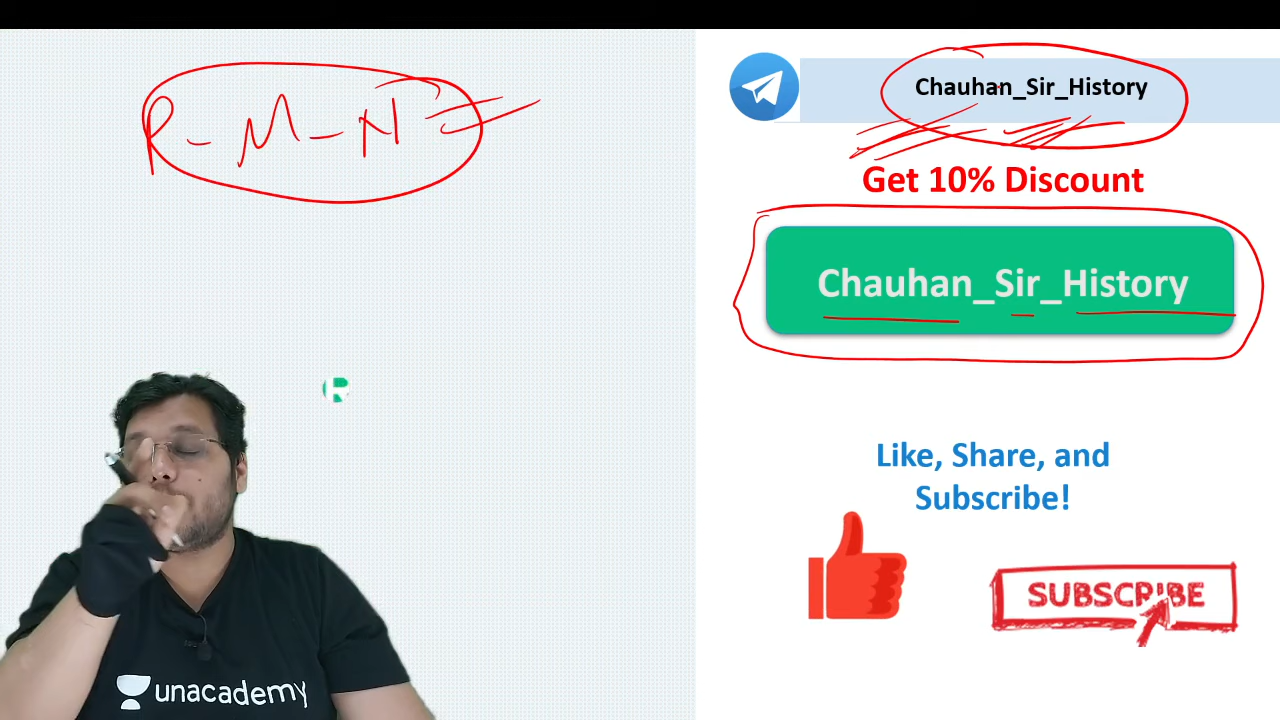 P-M-N
Chauhan_Sir_History
Get 10% Discount
Chauhan_Sir_History
Like, Share, and
Subscribe!
SUBSCRIBE
unacademy